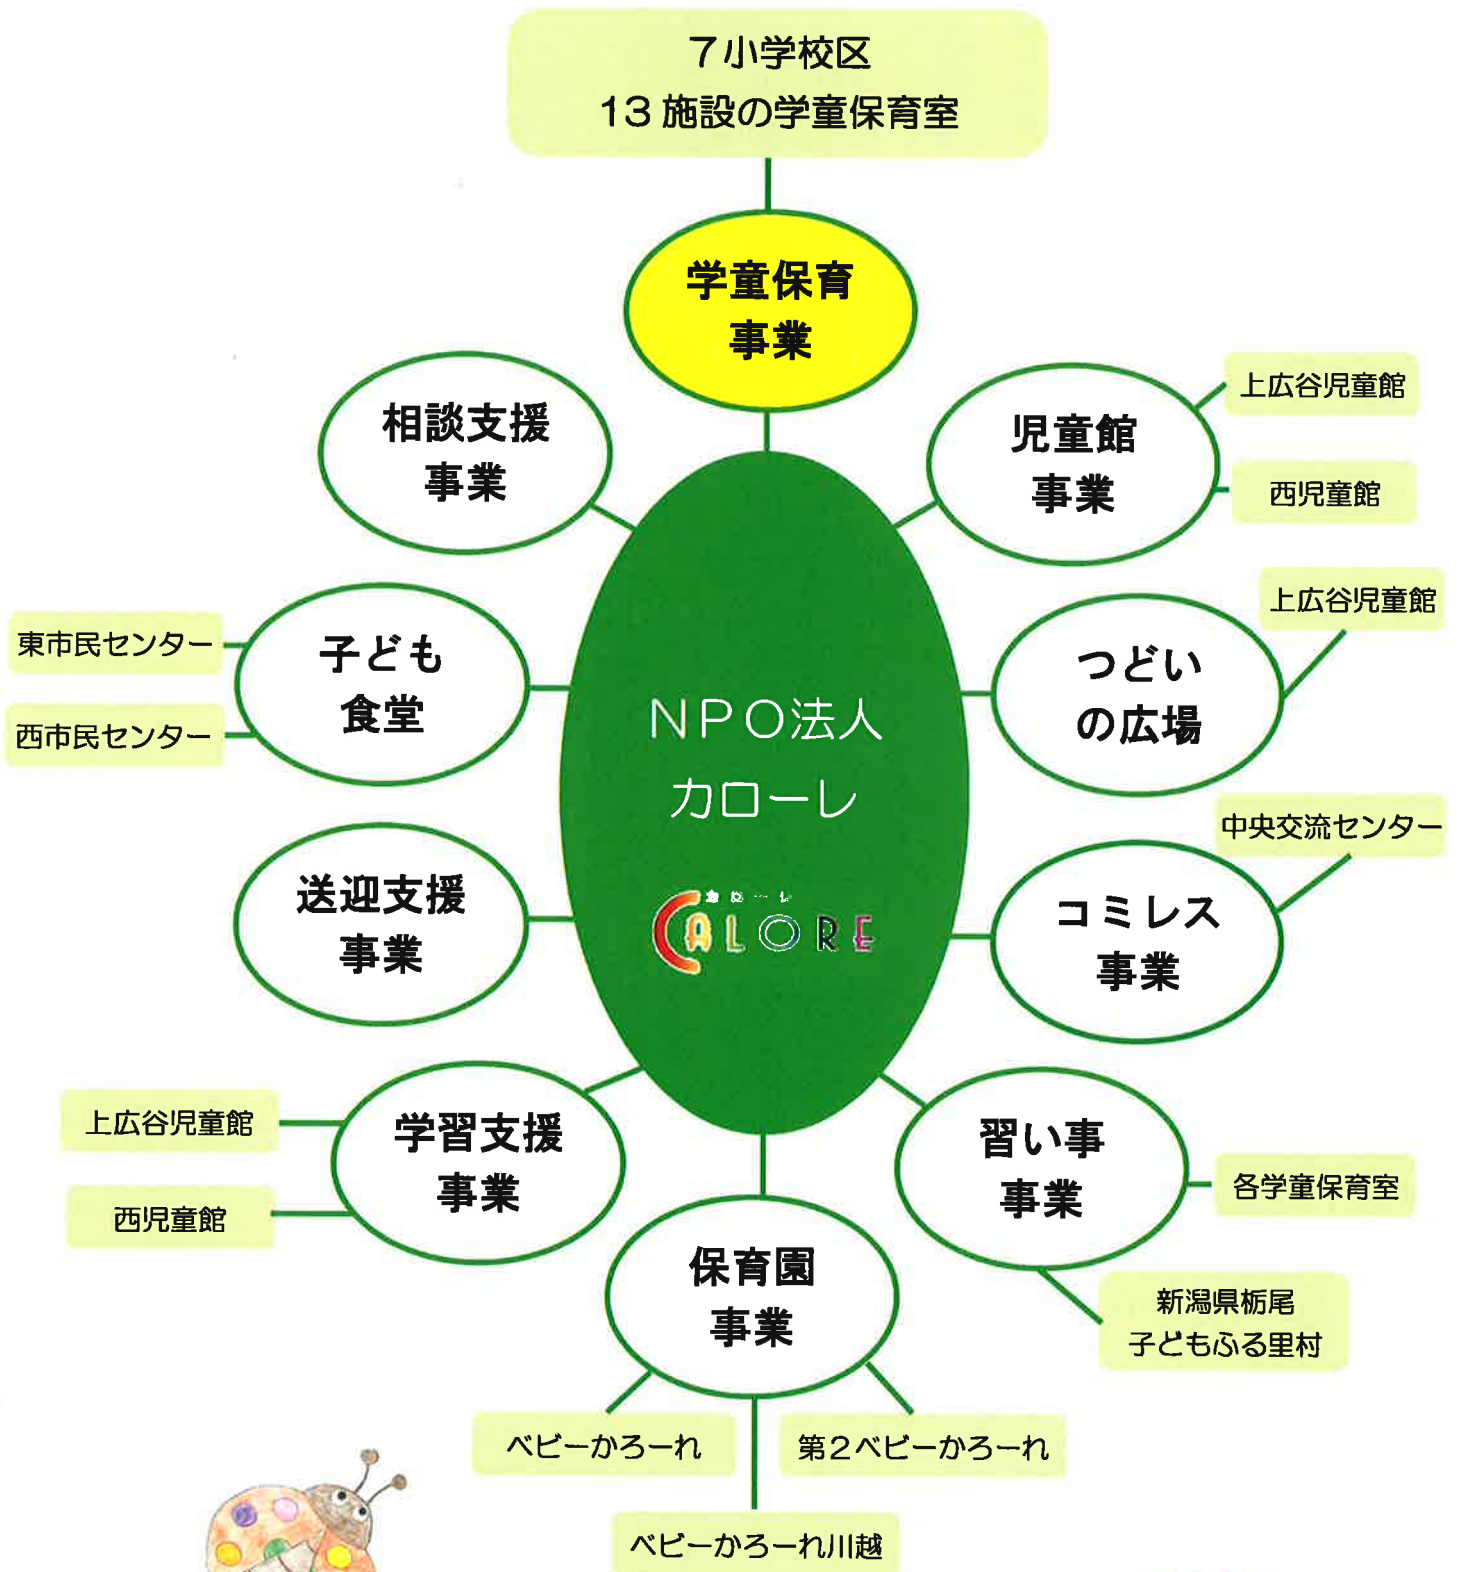 7小学校区
13施設の学童保育室
学童保育
事業
相談支援
事業
児童館
事業
上広谷児童館
西児童館
東市民センター
西市民センター
子ども
食堂
つどい
の広場
上広谷児童館
NPO法人
カローレ
カローレ
CALORE
送迎支援
事業
コミレス
事業
中央交流センター
上広谷児童館
西児童館
学習支援
事業
習い事
事業
各学童保育室
新潟県栃尾
子どもふる里村
保育園
事業
ベビーかろーれ
第2ベビーかろーれ
ベビーかろーれ川越